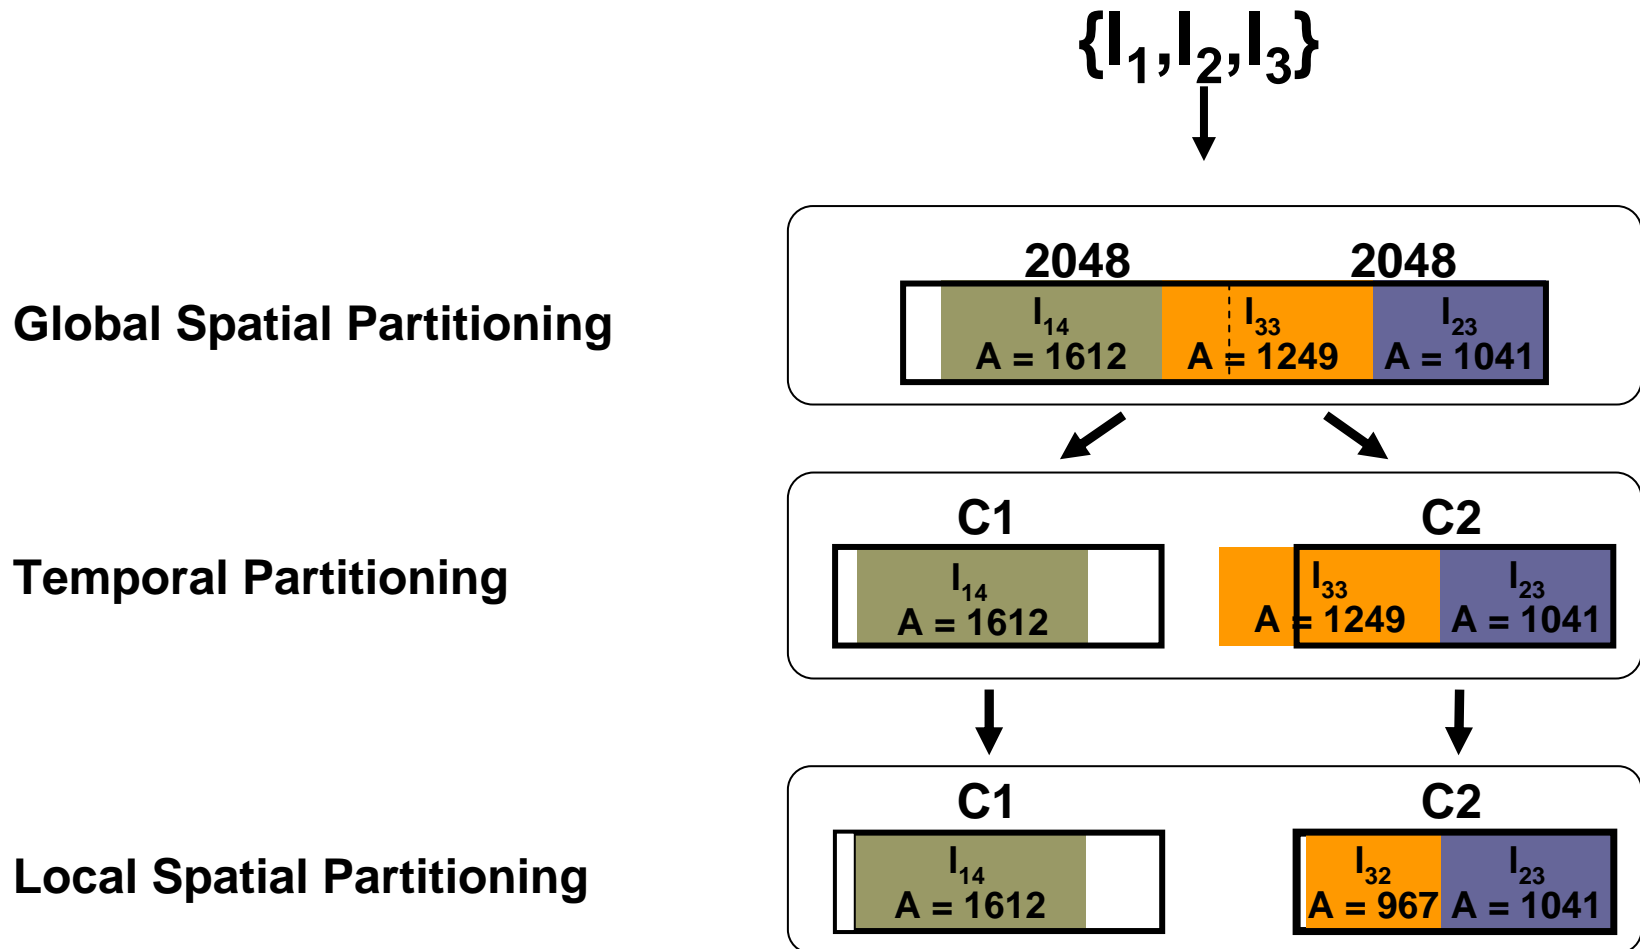 {I₁,I₂,I₃}
2048 2048
Global Spatial Partitioning
I₁₄ I₃₃ I₂₃
A = 1612 A = 1249 A = 1041
C1 C2
Temporal Partitioning
I₁₄ I₃₃ I₂₃
A = 1612 A = 1249 A = 1041
C1 C2
Local Spatial Partitioning
I₁₄ I₃₂ I₂₃
A = 1612 A = 967 A = 1041